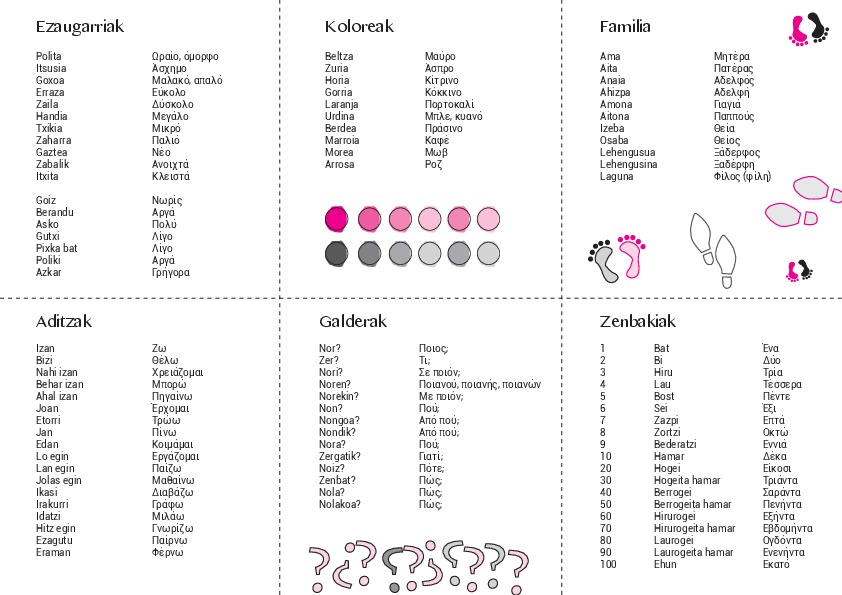 Ezaugarriak
Polita Ωραίο, όμορφο
Itsusia Άσχημο
Goxoa Μαλακό, απαλό
Erraza Εύκολο
Zaila Δύσκολο
Handia Μεγάλο
Txikia Μικρό
Zaharra Παλιό
Gaztea Νέο
Zabalik Ανοιχτά
Itxita Κλειστά
Goiz Νωρίς
Berandu Αργά
Asko Πολύ
Gutxi Λίγο
Pixka bat Λίγο
Poliki Αργά
Azkar Γρήγορα
Koloreak
Beltza Μαύρο
Zuria Άσπρο
Horia Κίτρινο
Gorria Κόκκινο
Laranja Πορτοκαλί
Urdina Μπλε, κυανό
Berdea Πράσινο
Marroia Καφέ
Morea Μωβ
Arrosa Ροζ
Familia
Ama Μητέρα
Aita Πατέρας
Anaia Αδελφός
Ahizpa Αδελφή
Amona Γιαγιά
Aitona Παππούς
Izeba Θεία
Osaba Θείος
Lehengusua Ξάδερφος
Lehengusina Ξαδέρφη
Laguna Φίλος (φίλη)
Aditzak
Izan Ζω
Bizi Θέλω
Nahi izan Χρειάζομαι
Behar izan Μπορώ
Ahal izan Πηγαίνω
Joan Έρχομαι
Etorri Τρώω
Jan Πίνω
Edan Κοιμάμαι
Lo egin Εργάζομαι
Lan egin Παίζω
Jolas egin Μαθαίνω
Ikasi Διαβάζω
Irakurri Γράφω
Idatzi Μιλάω
Hitz egin Γνωρίζω
Ezagutu Παίρνω
Eraman Φέρνω
Galderak
Nor? Ποιος;
Zer? Τι;
Nori? Σε ποιόν;
Noren? Ποιανού, ποιανής, ποιανών
Norekin? Με ποιόν;
Non? Πού;
Nongoa? Από πού;
Nondik? Από πού;
Nora? Πού;
Zergatik? Γιατί;
Noiz? Πότε;
Zenbat? Πώς;
Nola? Πώς;
Nolakoa? Πώς;
Zenbakiak
1 Bat Ένα
2 Bi Δύο
3 Hiru Τρία
4 Lau Τέσσερα
5 Bost Πέντε
6 Sei Έξι
7 Zazpi Επτά
8 Zortzi Οκτώ
9 Bederatzi Εννιά
10 Hamar Δέκα
20 Hogei Είκοσι
30 Hogeita hamar Τριάντα
40 Berrogei Σαράντα
50 Berrogeita hamar Πενήντα
60 Hirurogei Εξήντα
70 Hirurogeita hamar Εβδομήντα
80 Laurogei Ογδόντα
90 Laurogeita hamar Ενενήντα
100 Ehun Εκατό